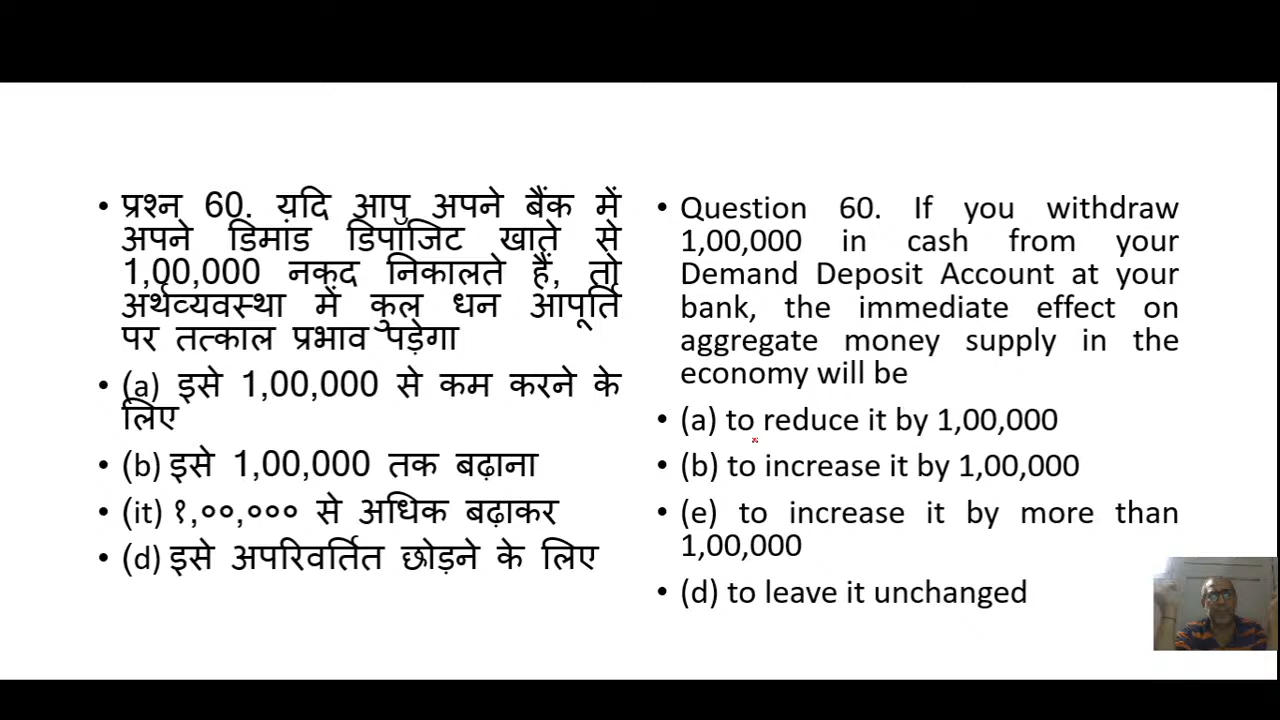 • प्रश्न 60. यदि आप अपने बैंक में
अपने डिमांड डिपॉजिट खाते से
1,00,000 नकद निकालते हैं, तो
अर्थव्यवस्था में कुल धन आपूर्ति
पर तत्काल प्रभाव पड़ेगा
• (a) इसे 1,00,000 से कम करने के
लिए
• (b) इसे 1,00,000 तक बढ़ाना
• (it) १,००,००० से अधिक बढ़ाकर
• (d) इसे अपरिवर्तित छोड़ने के लिए
• Question 60. If you withdraw
1,00,000 in cash from your
Demand Deposit Account at your
bank, the immediate effect on
aggregate money supply in the
economy will be
• (a) to reduce it by 1,00,000
• (b) to increase it by 1,00,000
• (e) to increase it by more than
1,00,000
• (d) to leave it unchanged